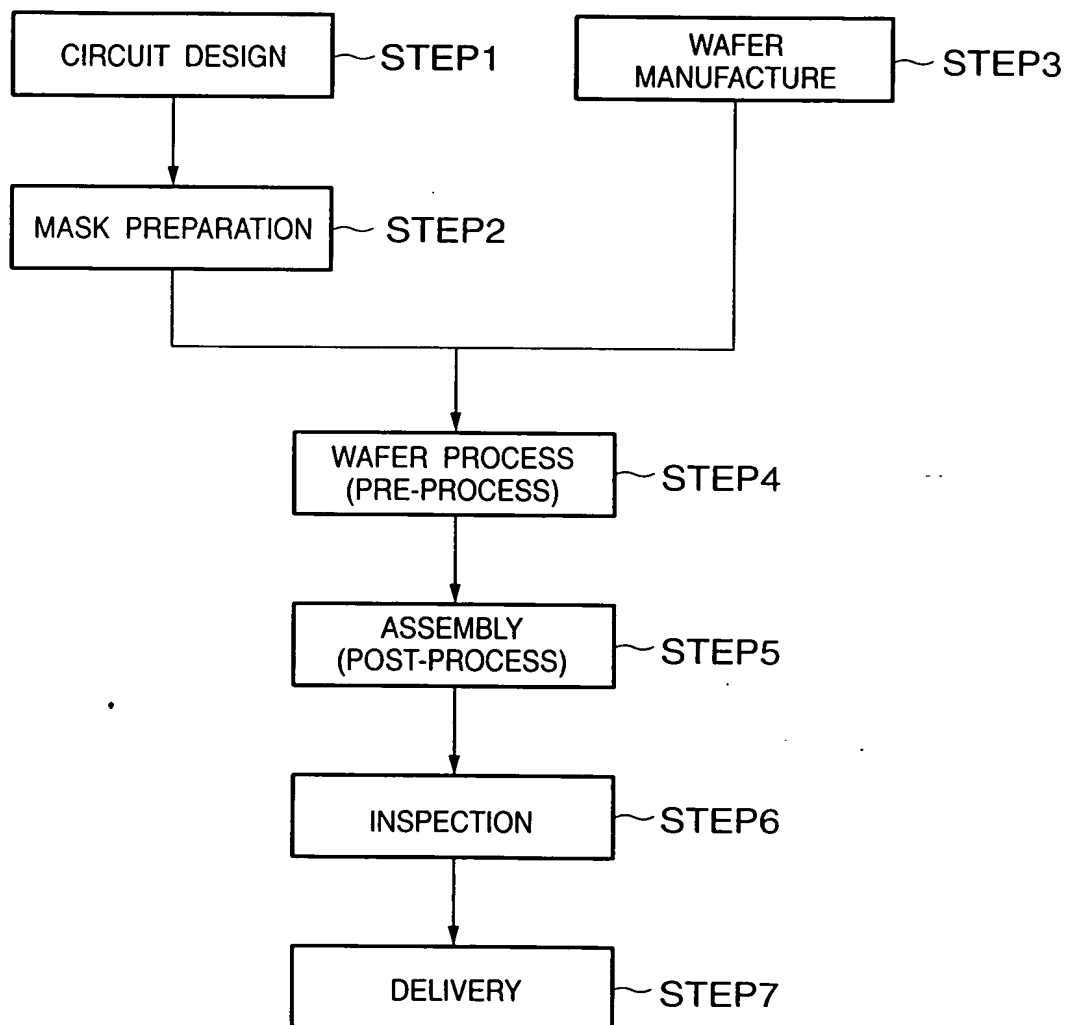 CIRCUIT DESIGN
STEP1
WAFER
MANUFACTURE
STEP3
MASK PREPARATION
STEP2
WAFER PROCESS
(PRE-PROCESS)
STEP4
ASSEMBLY
(POST-PROCESS)
STEP5
INSPECTION
STEP6
DELIVERY
STEP7